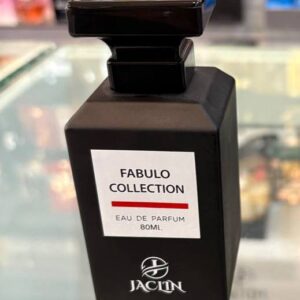 FABULO
COLLECTION
EAU DE PARFUM
80ML
JACLIN